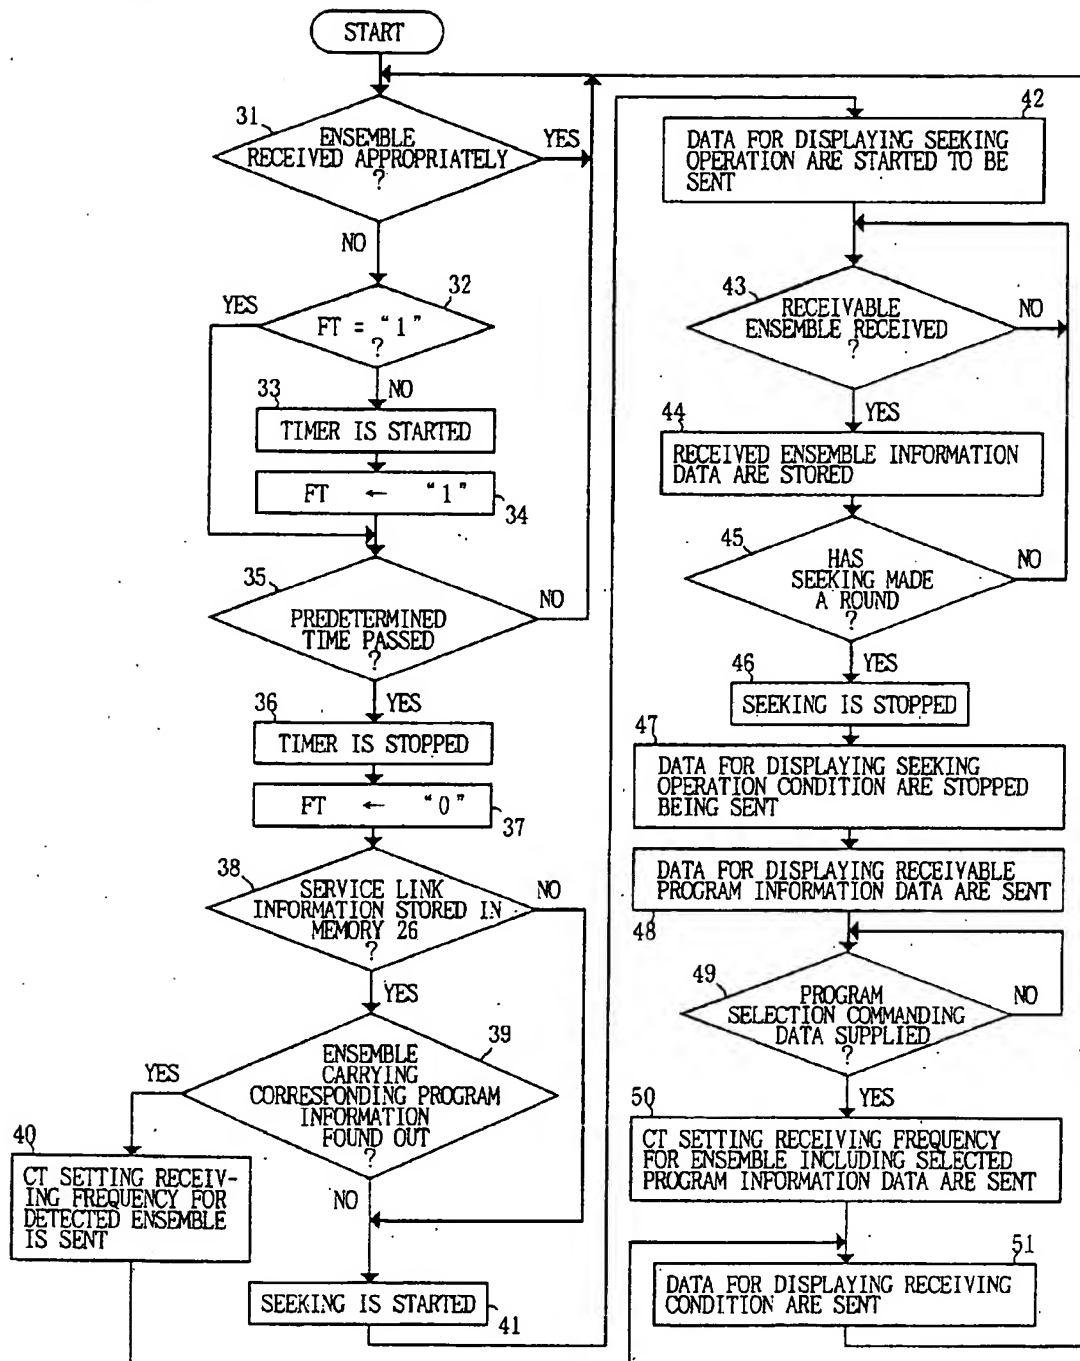 START
31
ENSEMBLE
RECEIVED APPROPRIATELY
?
YES
NO
32
YES
FT = "1"
?
NO
33
TIMER IS STARTED
FT ← "1"
34
35
PREDETERMINED
TIME PASSED
?
NO
YES
36
TIMER IS STOPPED
FT ← "0"
37
38
SERVICE LINK
INFORMATION STORED IN
MEMORY 26
?
NO
YES
39
ENSEMBLE
CARRYING
CORRESPONDING PROGRAM
INFORMATION
FOUND OUT
?
YES
NO
40
CT SETTING RECEIV-
ING FREQUENCY FOR
DETECTED ENSEMBLE
IS SENT
SEEKING IS STARTED
41
42
DATA FOR DISPLAYING SEEKING
OPERATION ARE STARTED TO BE
SENT
43
RECEIVABLE
ENSEMBLE RECEIVED
?
NO
YES
44
RECEIVED ENSEMBLE INFORMATION
DATA ARE STORED
45
HAS
SEEKING MADE
A ROUND
?
NO
YES
46
SEEKING IS STOPPED
47
DATA FOR DISPLAYING SEEKING
OPERATION CONDITION ARE STOPPED
BEING SENT
DATA FOR DISPLAYING RECEIVABLE
PROGRAM INFORMATION DATA ARE SENT
48
49
PROGRAM
SELECTION COMMANDING
DATA SUPPLIED
?
NO
YES
50
CT SETTING RECEIVING FREQUENCY
FOR ENSEMBLE INCLUDING SELECTED
PROGRAM INFORMATION DATA ARE SENT
51
DATA FOR DISPLAYING RECEIVING
CONDITION ARE SENT